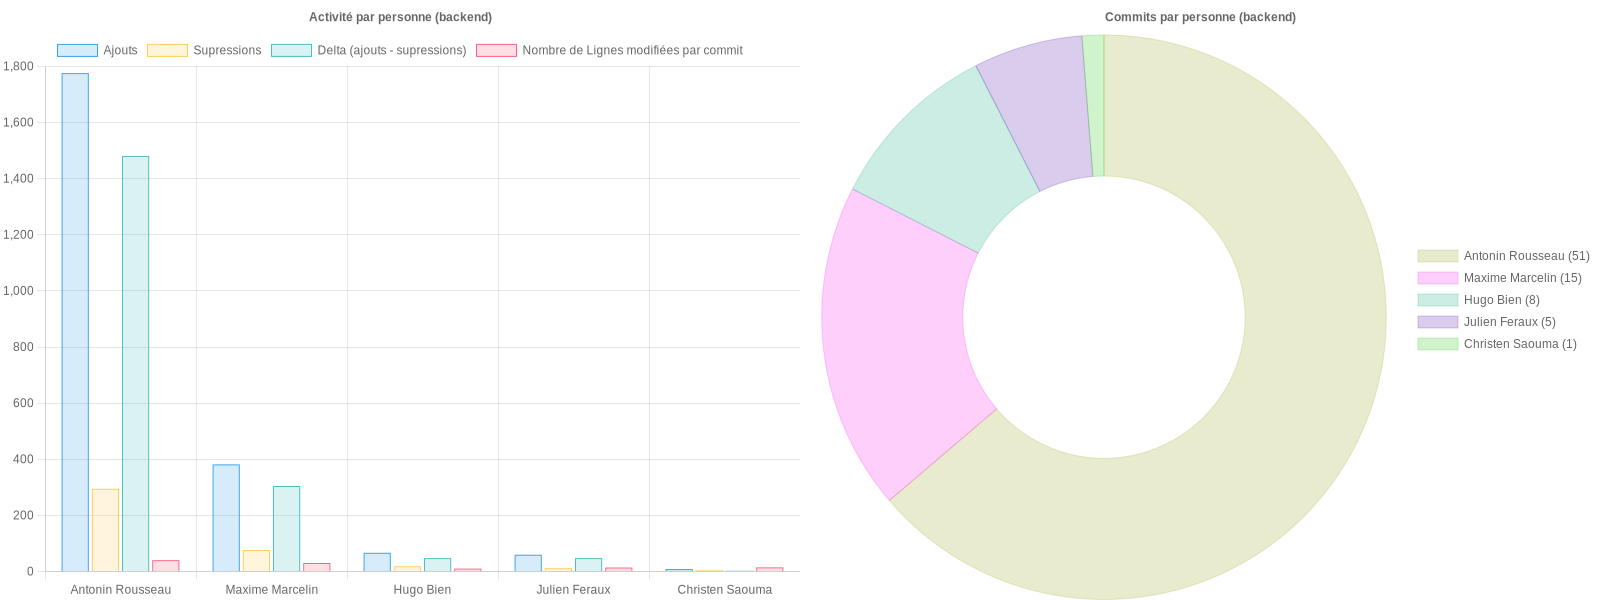 Activité par personne (backend)
Ajouts
Supressions
Delta (ajouts - supressions)
Nombre de Lignes modifiées par commit
1,800
1,600
1,400
1,200
1,000
800
600
400
200
0
Antonin Rousseau
Maxime Marcelin
Hugo Bien
Julien Feraux
Christen Saouma
Commits par personne (backend)
Antonin Rousseau (51)
Maxime Marcelin (15)
Hugo Bien (8)
Julien Feraux (5)
Christen Saouma (1)